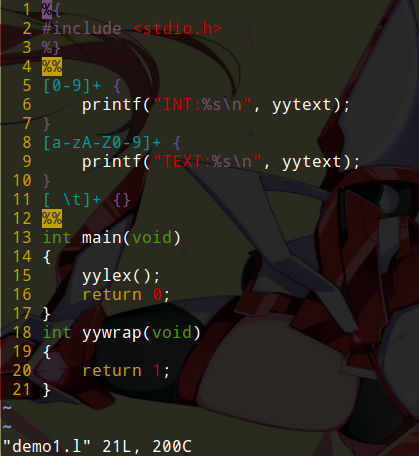 1 %{
2 #include <stdio.h>
3 %}
4 %%
5 [0-9]+ {
6     printf("INT:%s\n", yytext);
7 }
8 [a-zA-Z0-9]+ {
9     printf("TEXT:%s\n", yytext);
10 }
11 [ \t]+ {}
12 %%
13 int main(void)
14 {
15     yylex();
16     return 0;
17 }
18 int yywrap(void)
19 {
20     return 1;
21 }
~
~
"demo1.l" 21L, 200C